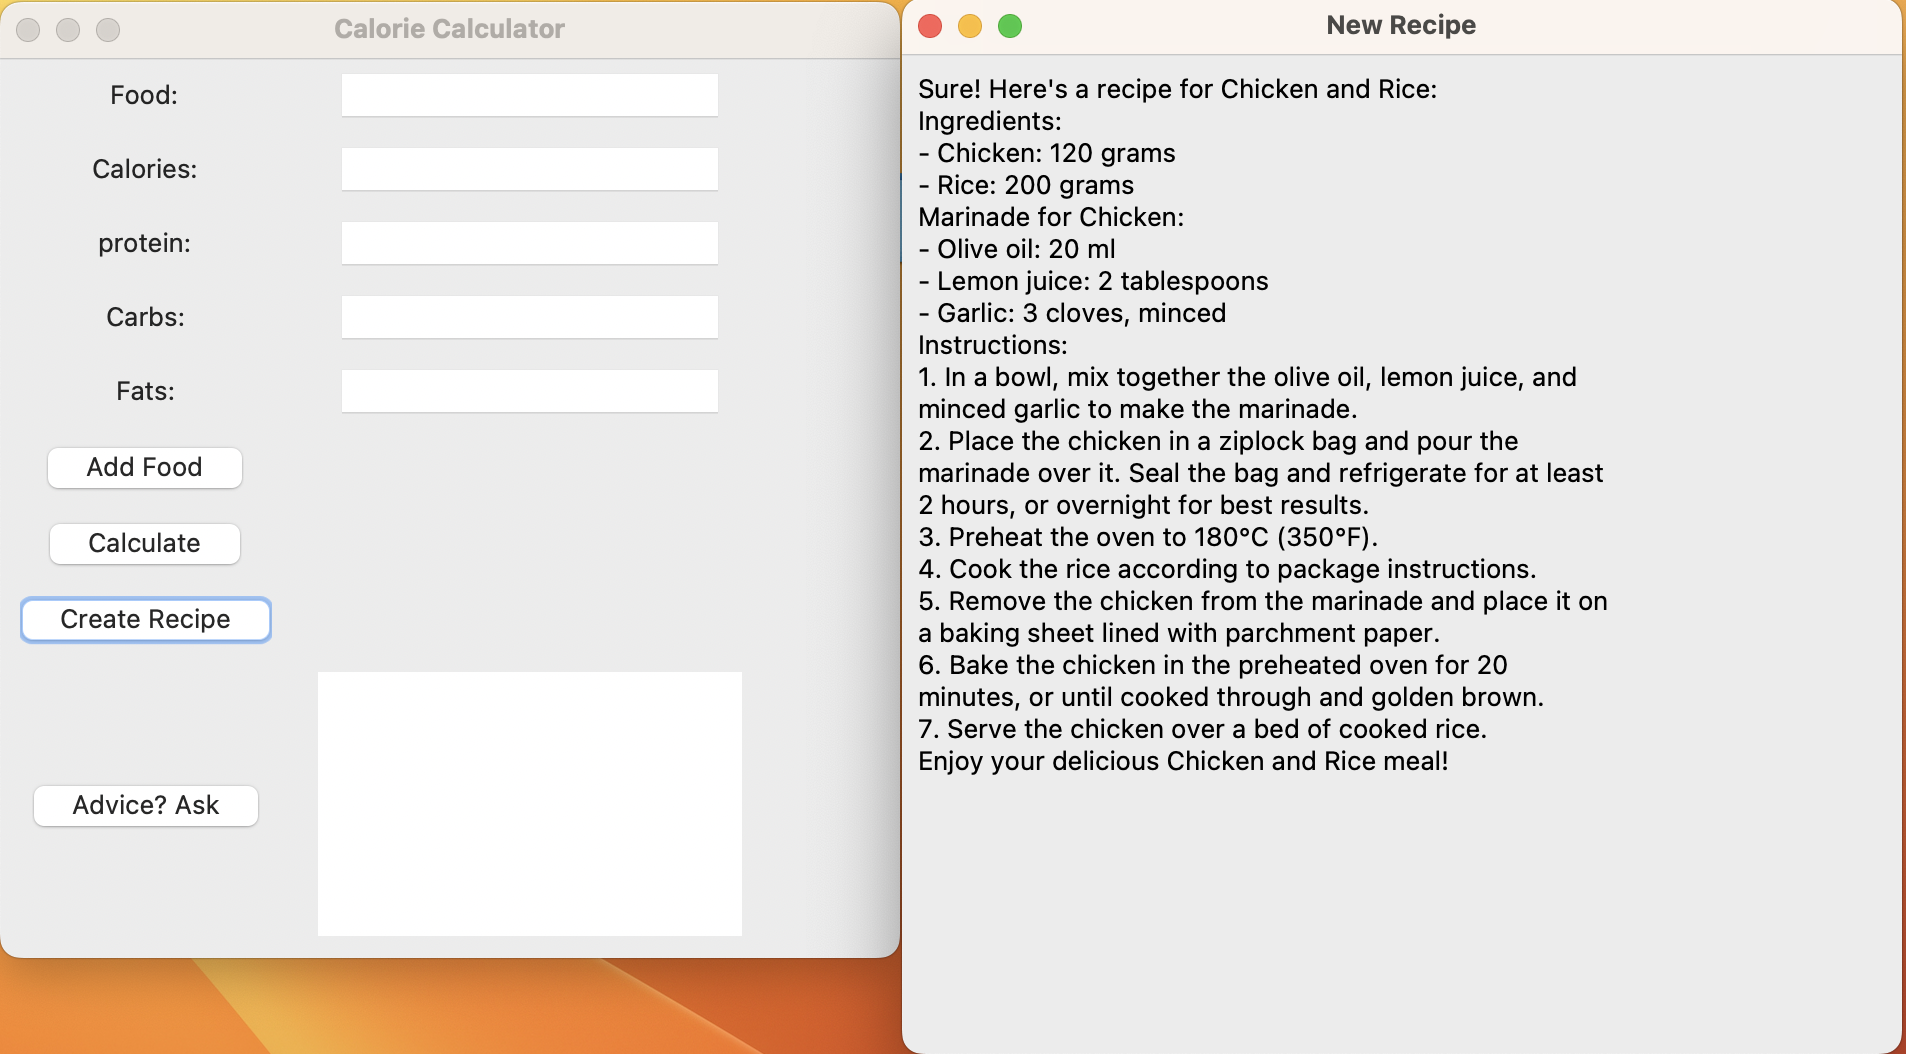 Calorie Calculator
Food:
Calories:
protein:
Carbs:
Fats:
Add Food
Calculate
Create Recipe
Advice? Ask
New Recipe
Sure! Here's a recipe for Chicken and Rice:
Ingredients:
- Chicken: 120 grams
- Rice: 200 grams
Marinade for Chicken:
- Olive oil: 20 ml
- Lemon juice: 2 tablespoons
- Garlic: 3 cloves, minced
Instructions:
1. In a bowl, mix together the olive oil, lemon juice, and
minced garlic to make the marinade.
2. Place the chicken in a ziplock bag and pour the
marinade over it. Seal the bag and refrigerate for at least
2 hours, or overnight for best results.
3. Preheat the oven to 180°C (350°F).
4. Cook the rice according to package instructions.
5. Remove the chicken from the marinade and place it on
a baking sheet lined with parchment paper.
6. Bake the chicken in the preheated oven for 20
minutes, or until cooked through and golden brown.
7. Serve the chicken over a bed of cooked rice.
Enjoy your delicious Chicken and Rice meal!